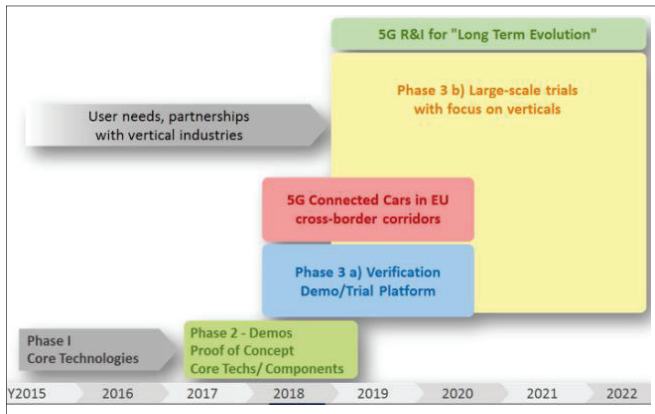 5G R&I for "Long Term Evolution"
Phase 3 b) Large-scale trials
with focus on verticals
User needs, partnerships
with vertical industries
5G Connected Cars in EU
cross-border corridors
Phase 3 a) Verification
Demo/Trial Platform
Phase I
Core Technologies
Phase 2 - Demos
Proof of Concept
Core Techs/ Components
Y2015 2016 2017 2018 2019 2020 2021 2022